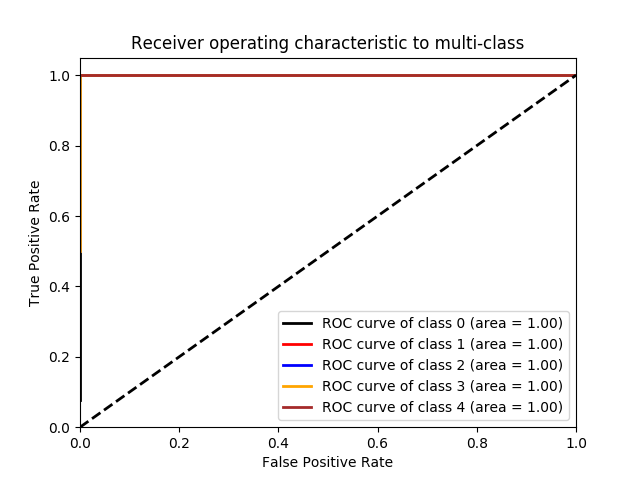 Receiver operating characteristic to multi-class
1.0
0.8
0.6
0.4
0.2
0.0
True Positive Rate
ROC curve of class 0 (area = 1.00)
ROC curve of class 1 (area = 1.00)
ROC curve of class 2 (area = 1.00)
ROC curve of class 3 (area = 1.00)
ROC curve of class 4 (area = 1.00)
0.0 0.2 0.4 0.6 0.8 1.0
False Positive Rate